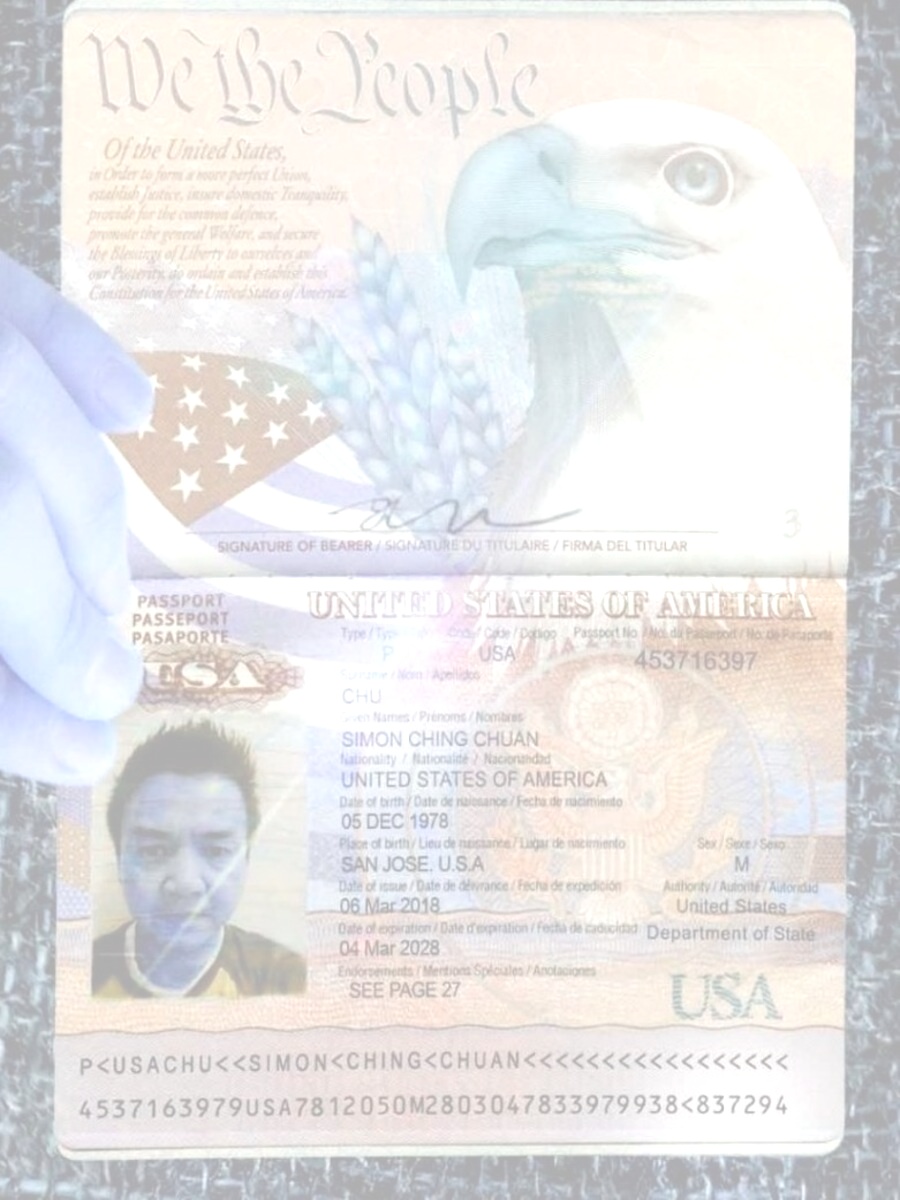 We the People
Of the United States,
in Order to form a more perfect Union,
establish Justice, insure domestic Tranquility,
provide for the common defence,
promote the general Welfare, and secure
the Blessings of Liberty to ourselves and
our Posterity, do ordain and establish this
Constitution for the United States of America.
3
SIGNATURE OF BEARER / SIGNATURE DU TITULAIRE / FIRMA DEL TITULAR
PASSPORT
PASSEPORT
PASAPORTE
USA
UNITED STATES OF AMERICA
Type / Code / Code / Codigo Passport No. / No. du Passeport / No. de Pasaporte
P USA 453716397
Surname / Nom / Apellidos
CHU
Given Names / Prénoms / Nombres
SIMON CHING CHUAN
Nationality / Nationalité / Nacionalidad
UNITED STATES OF AMERICA
Date of birth / Date de naissance / Fecha de nacimiento
05 DEC 1978
Place of birth / Lieu de naissance / Lugar de nacimiento Sex / Sexe / Sexo
SAN JOSE. U.S.A M
Date of issue / Date de délivrance / Fecha de expedición Authority / Autorité / Autoridad
06 Mar 2018 United States
Date of expiration / Date d'expiration / Fecha de caducidad Department of State
04 Mar 2028
Endorsements / Mentions Spéciales / Anotaciones
SEE PAGE 27
USA
P<USACHU<<SIMON<CHING<CHUAN<<<<<<<<<<<<<<<<<
4537163979USA7812050M2803047833979938<837294